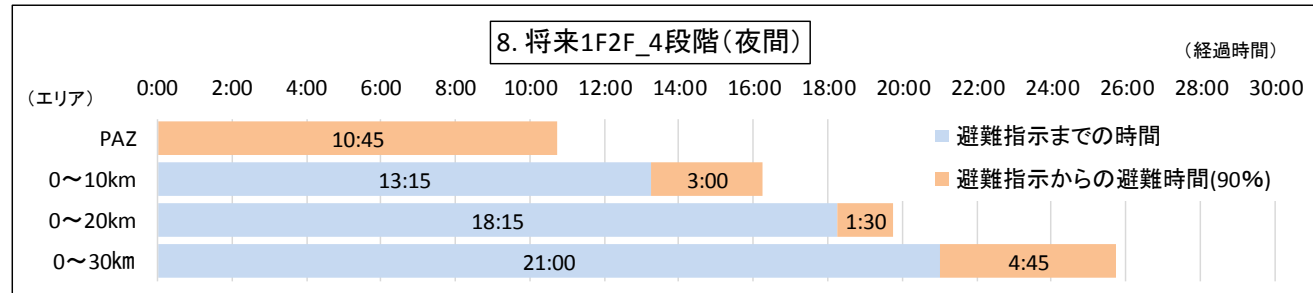 8. 将来1F2F_4段階(夜間)
(経過時間)
(エリア)
0:00 2:00 4:00 6:00 8:00 10:00 12:00 14:00 16:00 18:00 20:00 22:00 24:00 26:00 28:00 30:00
PAZ 10:45
0～10km 13:15 3:00
0～20km 18:15 1:30
0～30km 21:00 4:45
避難指示までの時間
避難指示からの避難時間(90%)